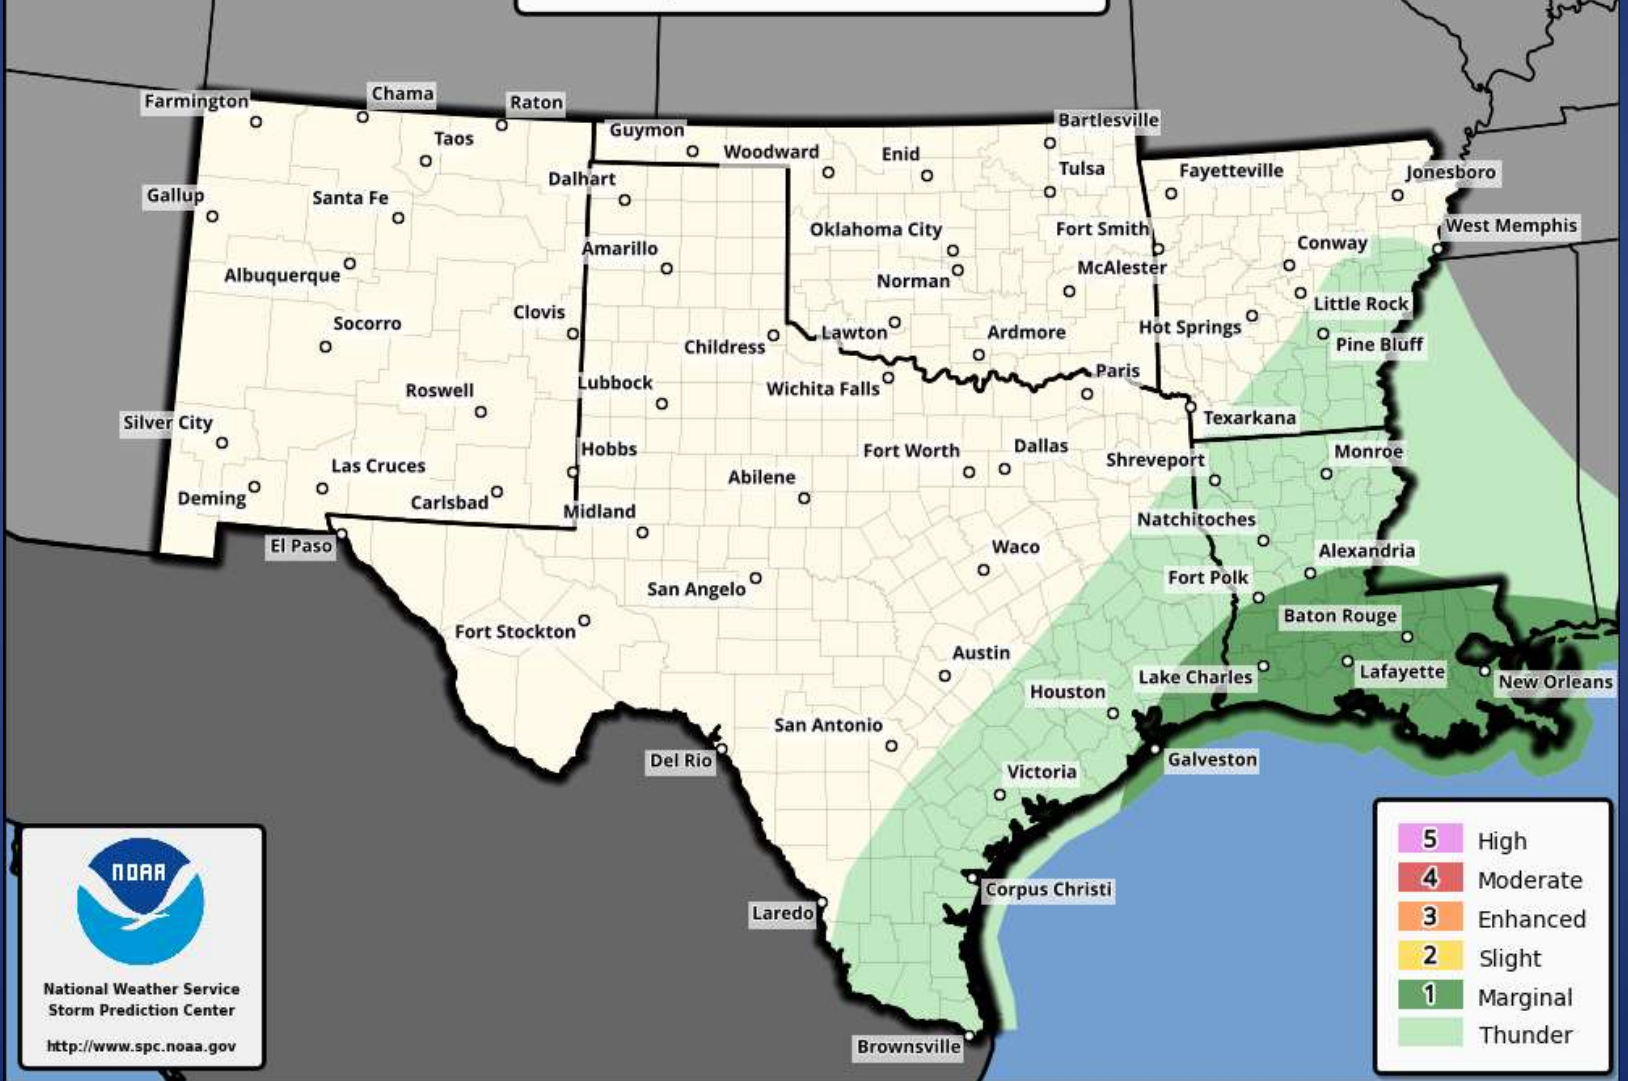 Farmington
Chama
Raton
Taos
Guymon
Woodward
Enid
Bartlesville
Tulsa
Fayetteville
Jonesboro
Gallup
Santa Fe
Dalhart
Oklahoma City
Fort Smith
Conway
West Memphis
Albuquerque
Amarillo
Norman
McAlester
Little Rock
Socorro
Clovis
Childress
Lawton
Ardmore
Hot Springs
Pine Bluff
Roswell
Lubbock
Wichita Falls
Paris
Texarkana
Silver City
Las Cruces
Hobbs
Abilene
Fort Worth
Dallas
Shreveport
Monroe
Deming
Carlsbad
Midland
Natchitoches
El Paso
San Angelo
Waco
Fort Polk
Alexandria
Fort Stockton
Austin
Baton Rouge
Houston
Lake Charles
Lafayette
New Orleans
Del Rio
San Antonio
Victoria
Galveston
Laredo
Corpus Christi
Brownsville
NOAA
National Weather Service
Storm Prediction Center
http://www.spc.noaa.gov
5 High
4 Moderate
3 Enhanced
2 Slight
1 Marginal
Thunder